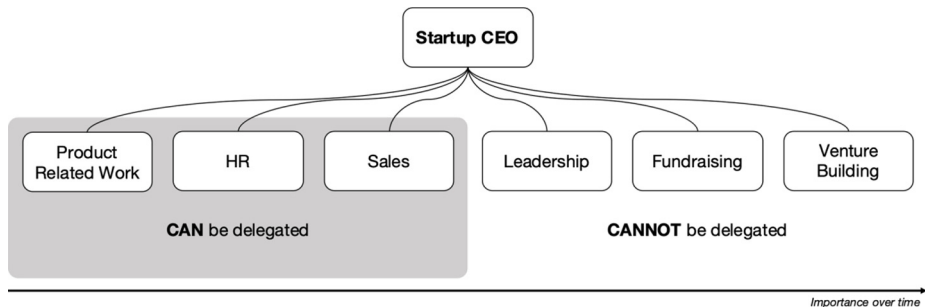 Startup CEO
Product
Related Work
HR
Sales
Leadership
Fundraising
Venture
Building
CAN be delegated
CANNOT be delegated
Importance over time